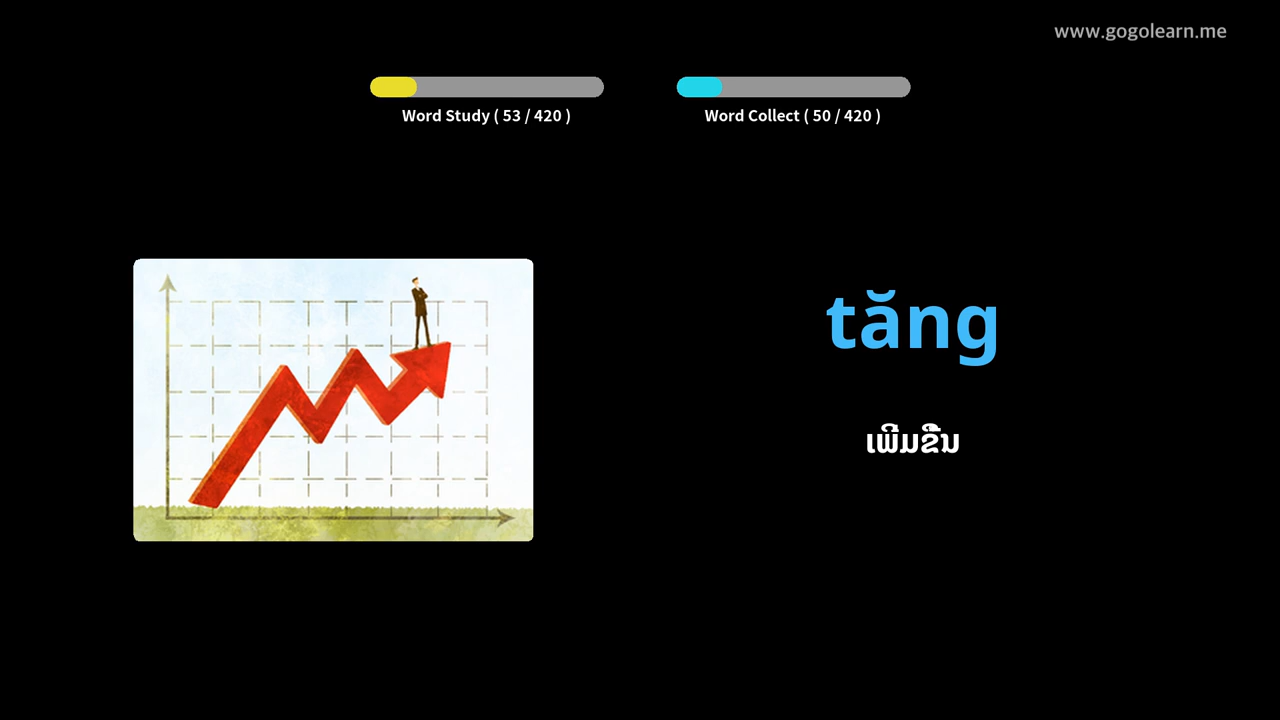 www.gogolearn.me
Word Study ( 53 / 420 )
Word Collect ( 50 / 420 )
tăng
ເພີ່ມຂຶ້ນ